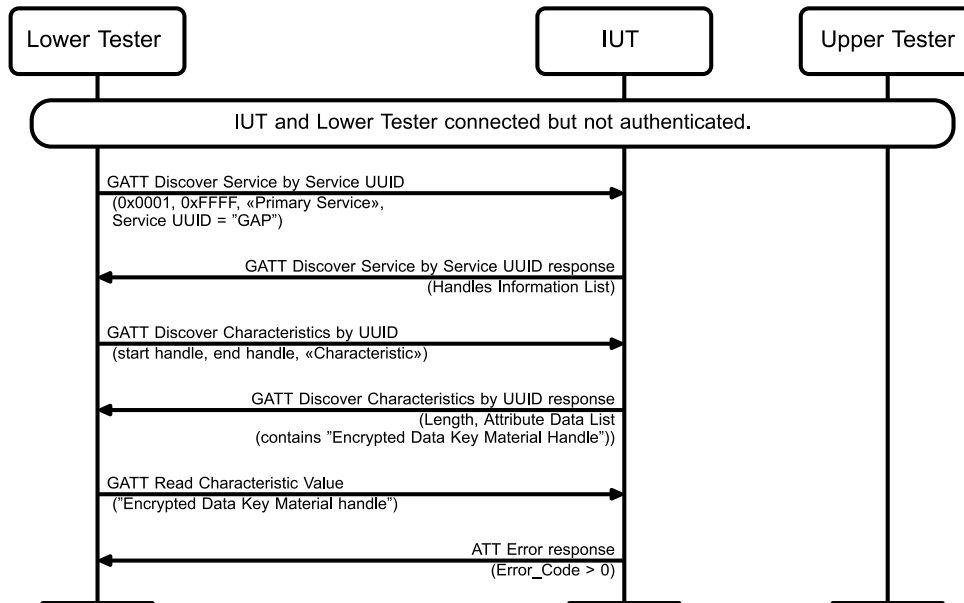 Lower Tester
IUT
Upper Tester
IUT and Lower Tester connected but not authenticated.
GATT Discover Service by Service UUID
(0x0001, 0xFFFF, «Primary Service»,
Service UUID = ”GAP”)
GATT Discover Service by Service UUID response
(Handles Information List)
GATT Discover Characteristics by UUID
(start handle, end handle, «Characteristic»)
GATT Discover Characteristics by UUID response
(Length, Attribute Data List
(contains ”Encrypted Data Key Material Handle”))
GATT Read Characteristic Value
(”Encrypted Data Key Material handle”)
ATT Error response
(Error_Code > 0)